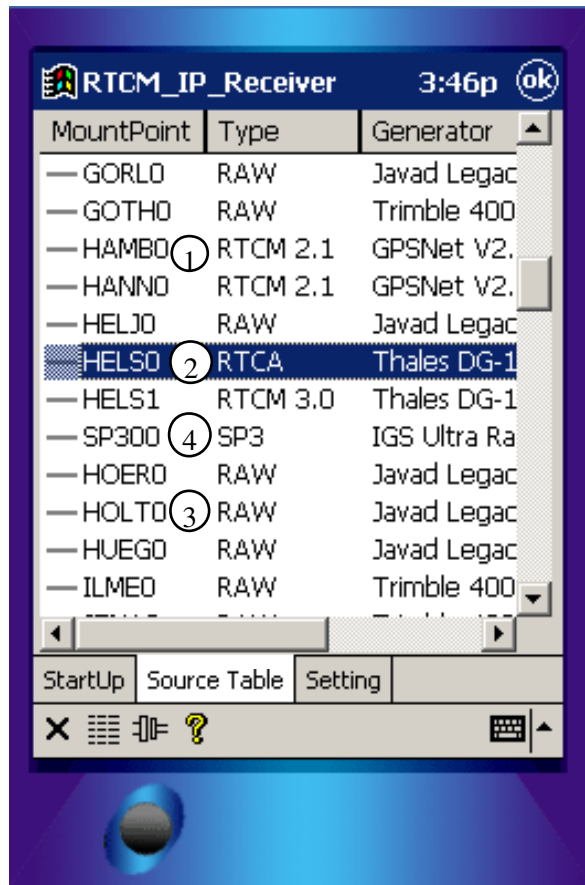 RTCM_IP_Receiver 3:46p ok
MountPoint Type Generator
GORL0 RAW Javad Legac
GOTH0 RAW Trimble 400
HAMB0 1 RTCM 2.1 GPSNet V2.
HANN0 RTCM 2.1 GPSNet V2.
HELJ0 RAW Javad Legac
HELS0 2 RTCA Thales DG-1
HELS1 RTCM 3.0 Thales DG-1
SP300 4 SP3 IGS Ultra Ra
HOER0 RAW Javad Legac
HOLT0 3 RAW Javad Legac
HUEG0 RAW Javad Legac
ILME0 RAW Trimble 400
StartUp Source Table Setting